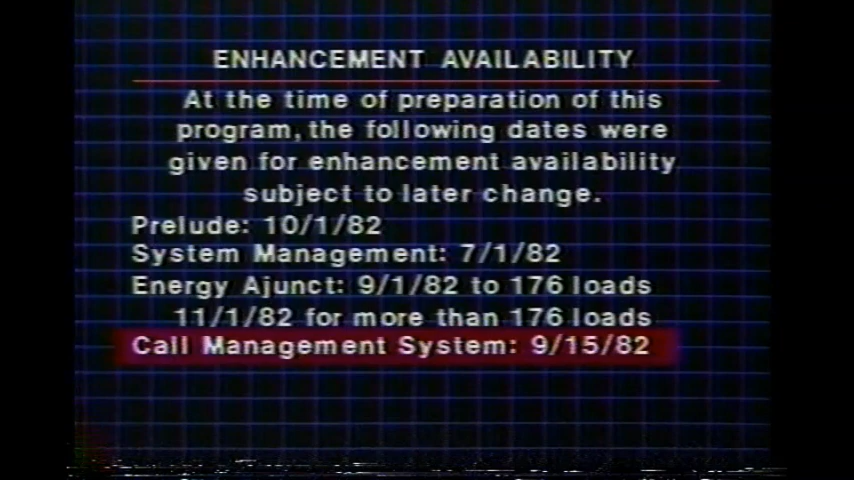 ENHANCEMENT AVAILABILITY
At the time of preparation of this
program, the following dates were
given for enhancement availability
subject to later change.
Prelude: 10/1/82
System Management: 7/1/82
Energy Ajunct: 9/1/82 to 176 loads
11/1/82 for more than 176 loads
Call Management System: 9/15/82